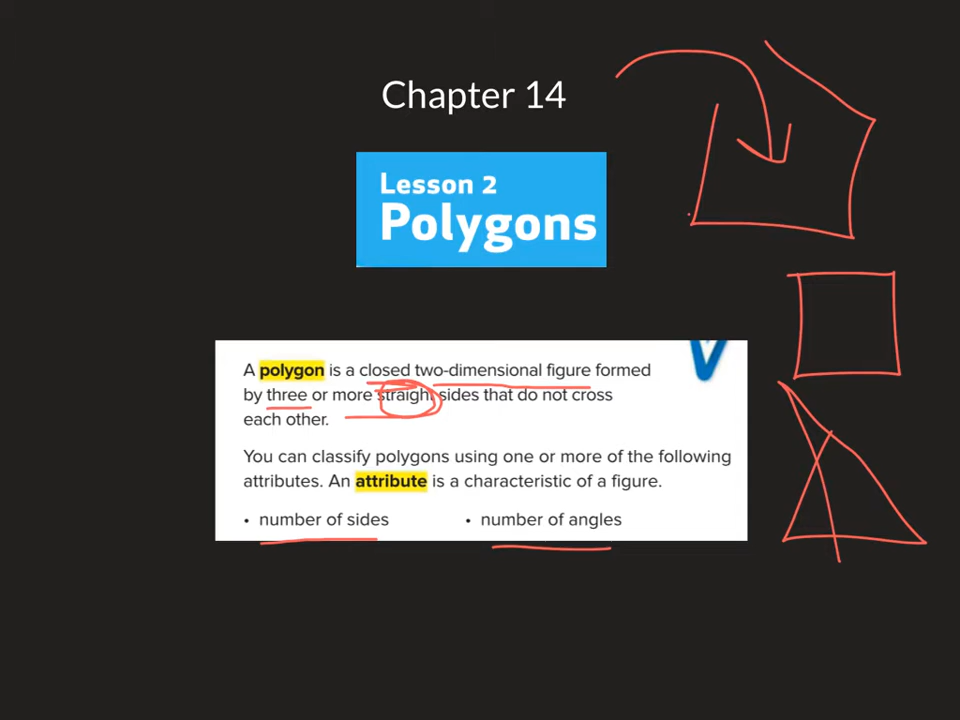 Chapter 14
Lesson 2
Polygons
A polygon is a closed two-dimensional figure formed
by three or more straight sides that do not cross
each other.
You can classify polygons using one or more of the following
attributes. An attribute is a characteristic of a figure.
• number of sides • number of angles